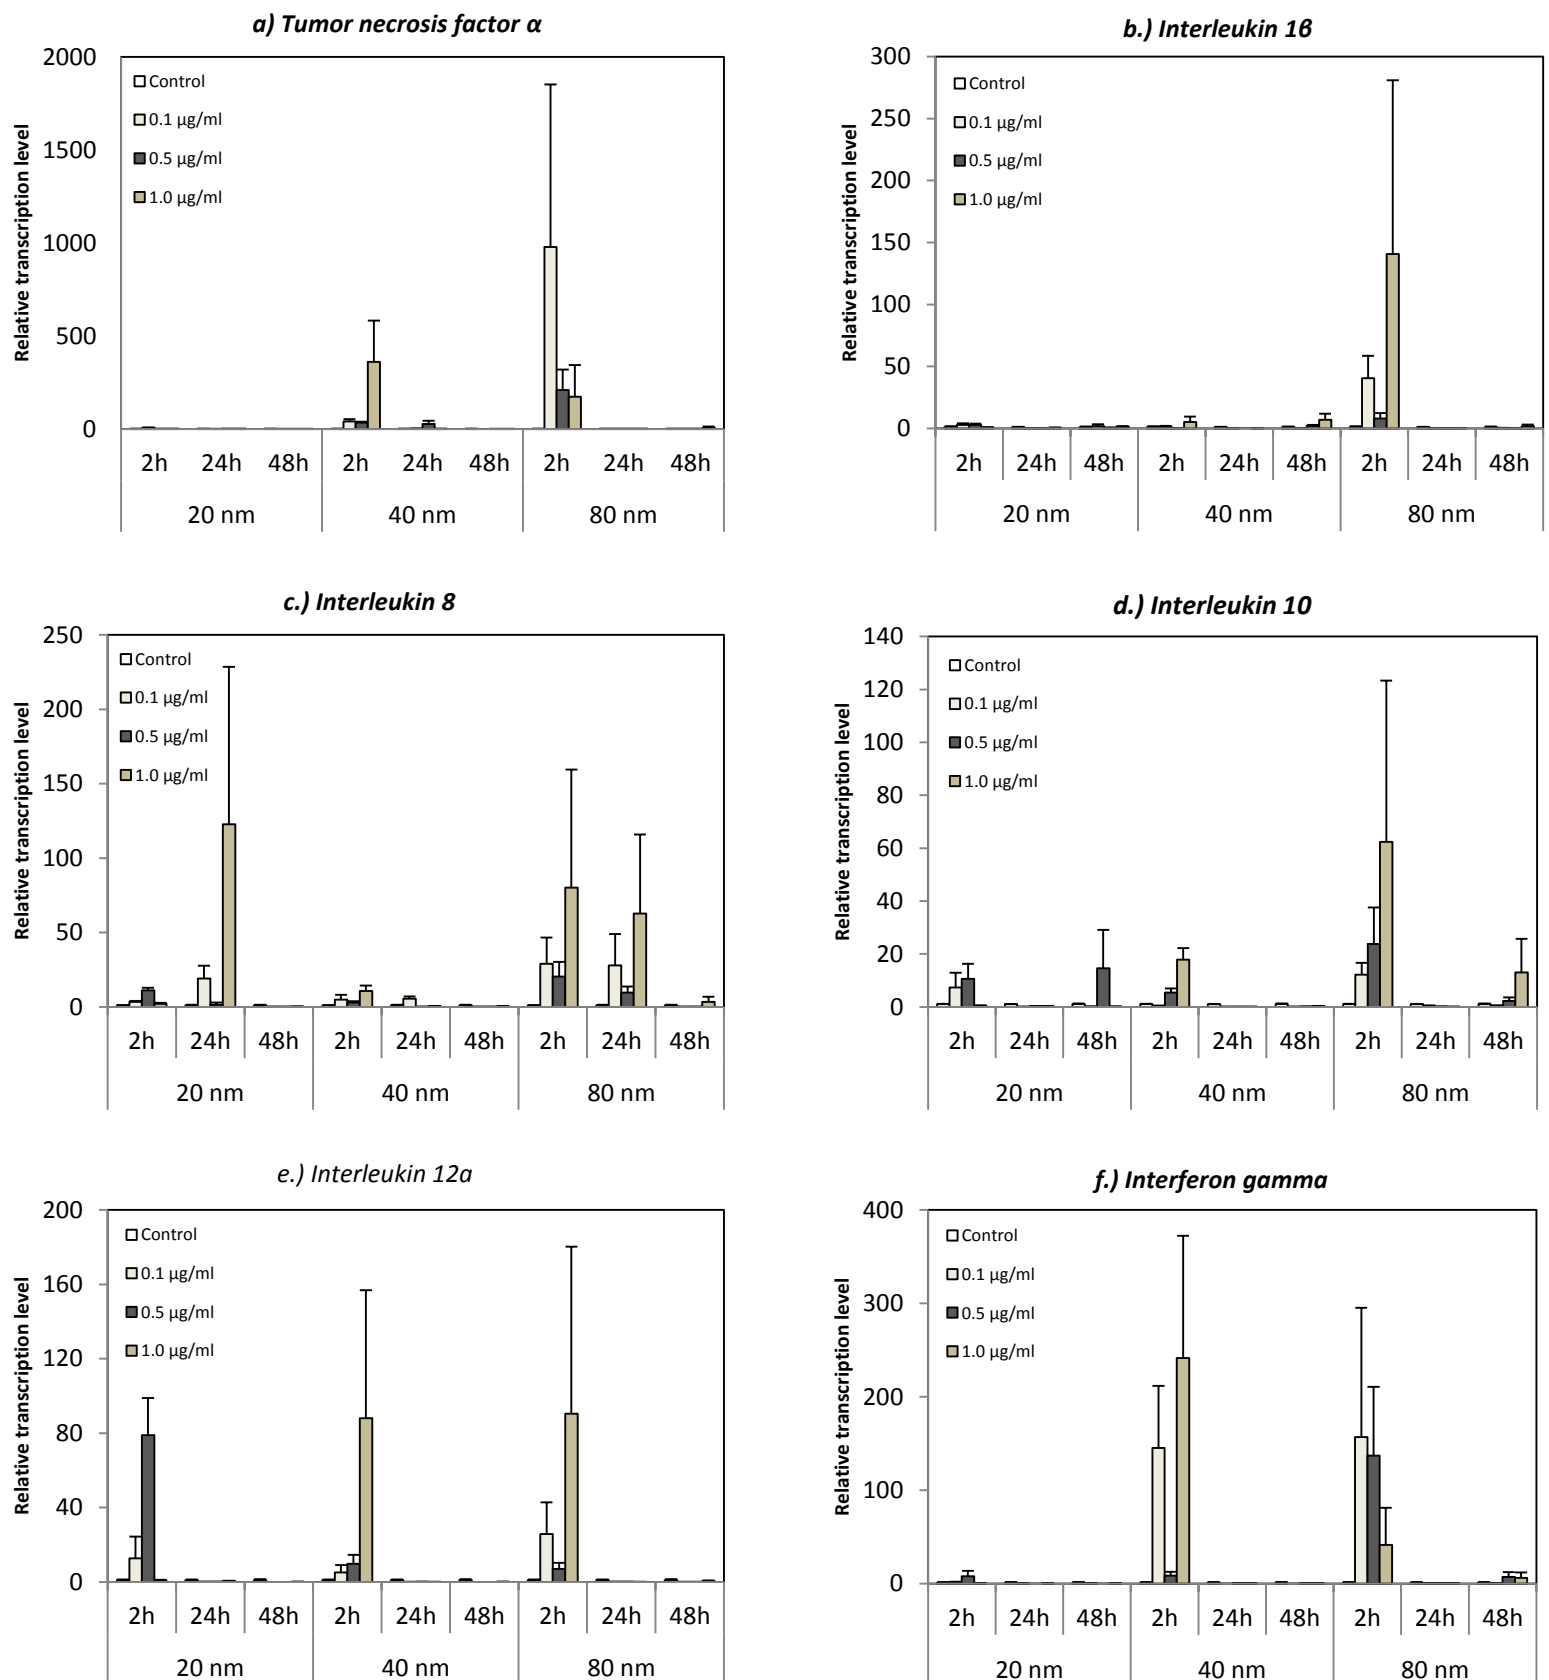 a) Tumor necrosis factor α
2000
1500
1000
500
0
Relative transcription level
Control
0.1 µg/ml
0.5 µg/ml
1.0 µg/ml
2h 24h 48h 2h 24h 48h 2h 24h 48h
20 nm 40 nm 80 nm
b.) Interleukin 1β
300
250
200
150
100
50
0
Relative transcription level
Control
0.1 µg/ml
0.5 µg/ml
1.0 µg/ml
2h 24h 48h 2h 24h 48h 2h 24h 48h
20 nm 40 nm 80 nm
c.) Interleukin 8
250
200
150
100
50
0
Relative transcription level
Control
0.1 µg/ml
0.5 µg/ml
1.0 µg/ml
2h 24h 48h 2h 24h 48h 2h 24h 48h
20 nm 40 nm 80 nm
d.) Interleukin 10
140
120
100
80
60
40
20
0
Relative transcription level
Control
0.1 µg/ml
0.5 µg/ml
1.0 µg/ml
2h 24h 48h 2h 24h 48h 2h 24h 48h
20 nm 40 nm 80 nm
e.) Interleukin 12a
200
160
120
80
40
0
Relative transcription level
Control
0.1 µg/ml
0.5 µg/ml
1.0 µg/ml
2h 24h 48h 2h 24h 48h 2h 24h 48h
20 nm 40 nm 80 nm
f.) Interferon gamma
400
300
200
100
0
Relative transcription level
Control
0.1 µg/ml
0.5 µg/ml
1.0 µg/ml
2h 24h 48h 2h 24h 48h 2h 24h 48h
20 nm 40 nm 80 nm